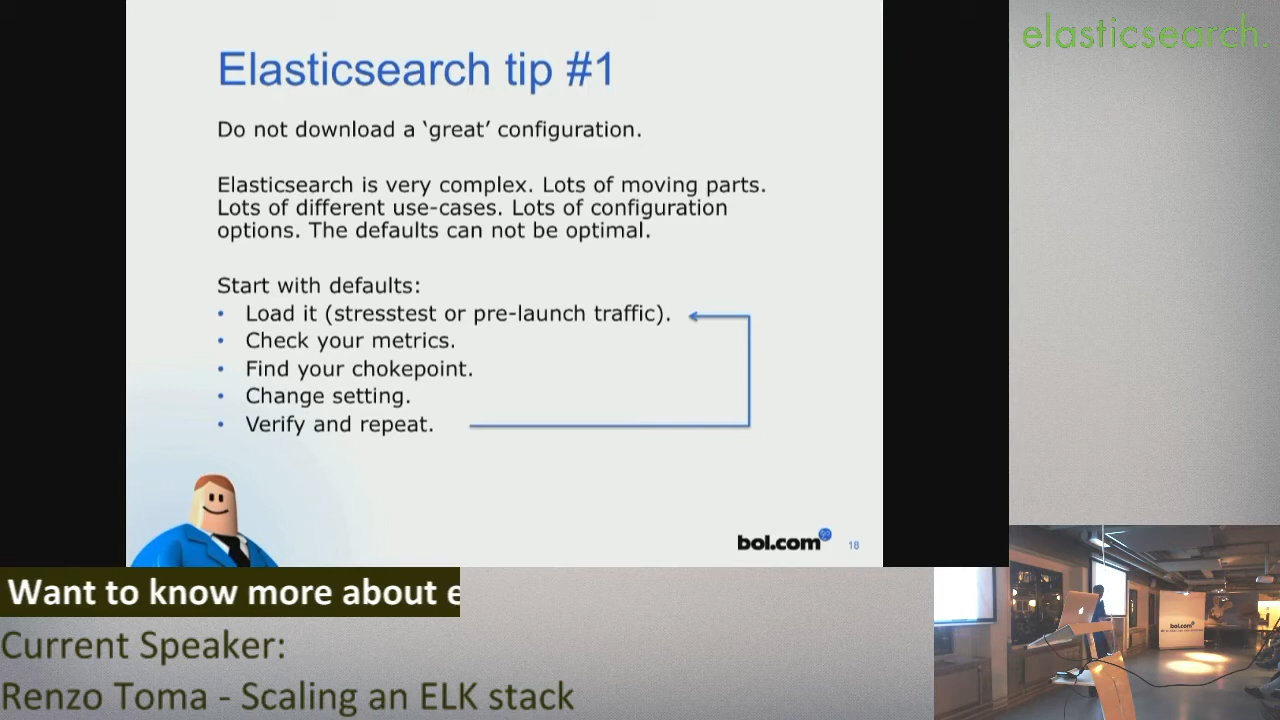 elasticsearch.
Elasticsearch tip #1
Do not download a ‘great’ configuration.
Elasticsearch is very complex. Lots of moving parts.
Lots of different use-cases. Lots of configuration
options. The defaults can not be optimal.
Start with defaults:
• Load it (stresstest or pre-launch traffic).
• Check your metrics.
• Find your chokepoint.
• Change setting.
• Verify and repeat.
bol.com
18
bol.com
Want to know more about e
Current Speaker:
Renzo Toma - Scaling an ELK stack